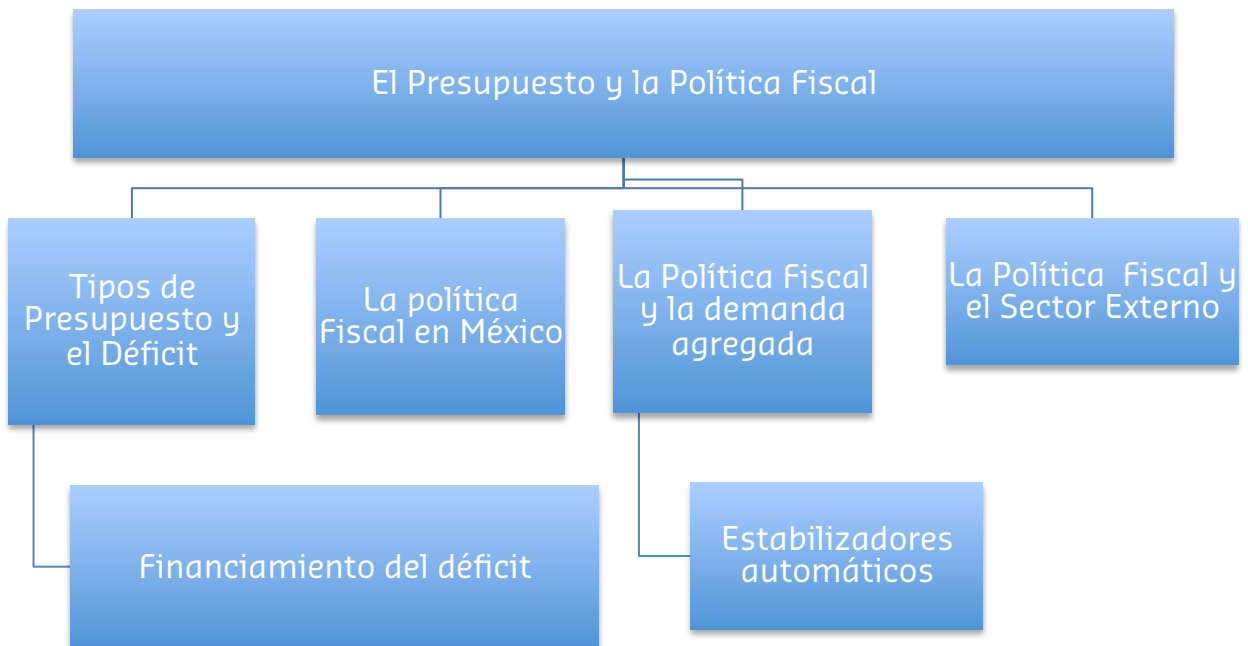 El Presupuesto y la Política Fiscal
Tipos de
Presupuesto y
el Déficit
La política
Fiscal en México
La Política Fiscal
y la demanda
agregada
La Política  Fiscal y
el Sector Externo
Financiamiento del déficit
Estabilizadores
automáticos